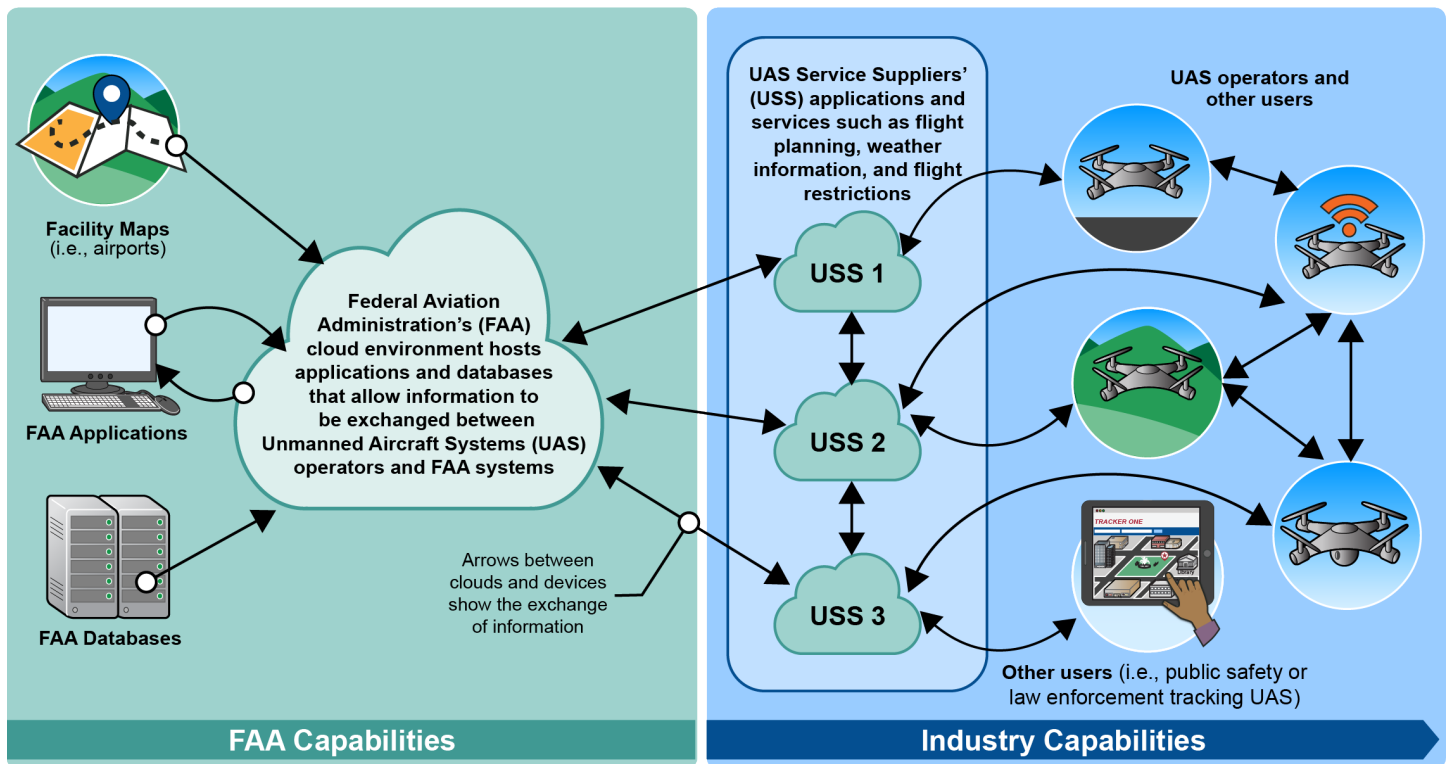 Facility Maps
(i.e., airports)
FAA Applications
FAA Databases
Federal Aviation
Administration's (FAA)
cloud environment hosts
applications and databases
that allow information to
be exchanged between
Unmanned Aircraft Systems (UAS)
operators and FAA systems
Arrows between
clouds and devices
show the exchange
of information
FAA Capabilities
UAS Service Suppliers'
(USS) applications and
services such as flight
planning, weather
information, and flight
restrictions
USS 1
USS 2
USS 3
UAS operators and
other users
TRACKER ONE
Library
Other users (i.e., public safety or
law enforcement tracking UAS)
Industry Capabilities